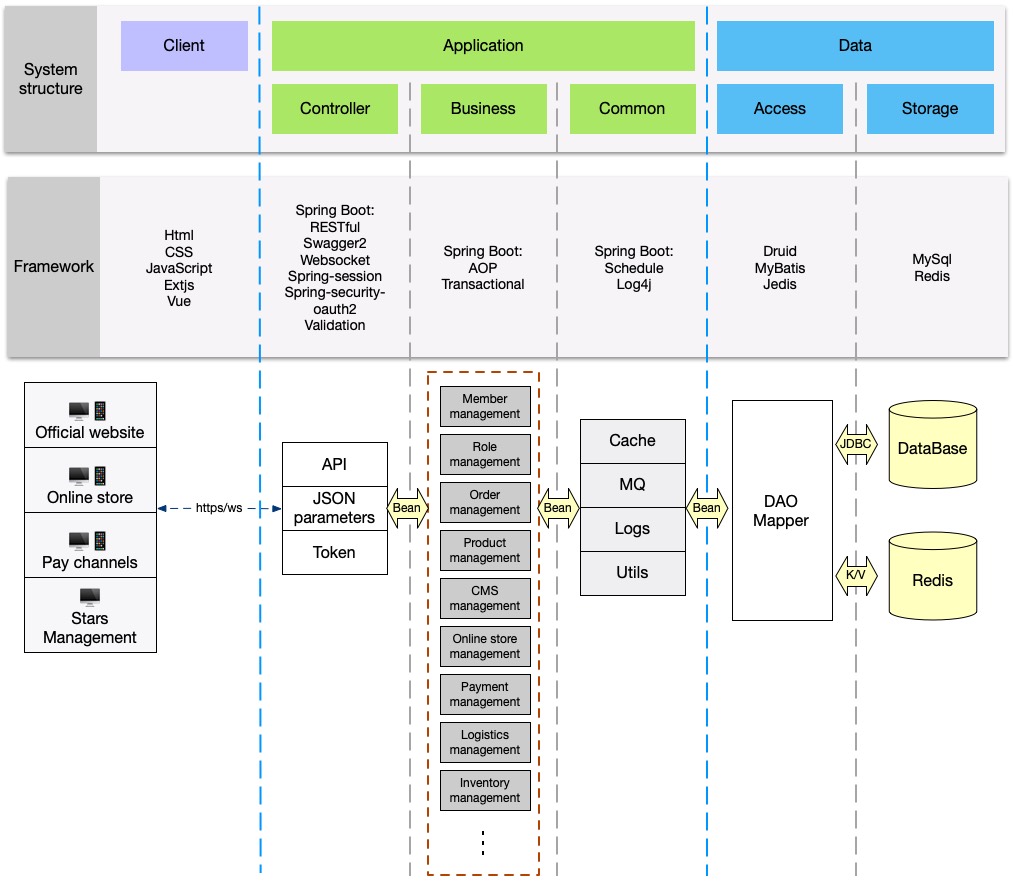 System
structure
Client
Application
Data
Controller
Business
Common
Access
Storage
Framework
Html
CSS
JavaScript
Extjs
Vue
Spring Boot:
RESTful
Swagger2
Websocket
Spring-session
Spring-security-
oauth2
Validation
Spring Boot:
AOP
Transactional
Spring Boot:
Schedule
Log4j
Druid
MyBatis
Jedis
MySql
Redis
Official website
Online store
Pay channels
Stars
Management
https/ws
API
JSON
parameters
Token
Bean
Member
management
Role
management
Order
management
Product
management
CMS
management
Online store
management
Payment
management
Logistics
management
Inventory
management
Bean
Cache
MQ
Logs
Utils
Bean
DAO
Mapper
JDBC
K/V
DataBase
Redis